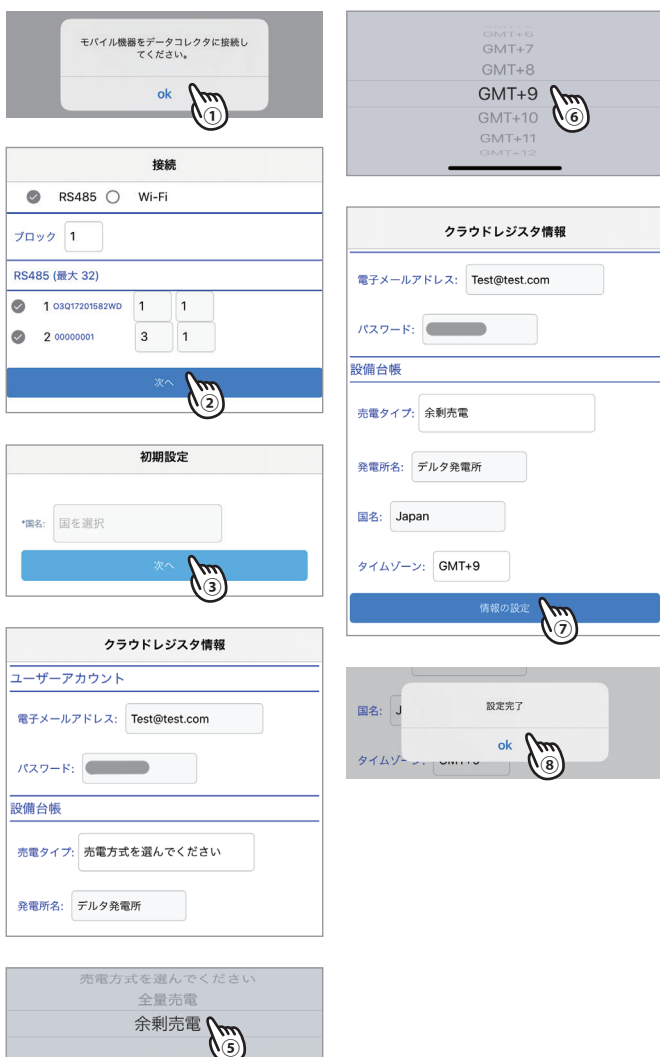 モバイル機器をデータコレクタに接続し
てください。
ok
①
接続
RS485 Wi-Fi
ブロック 1
RS485 (最大 32)
1 O3Q17201582WD 1 1
2 00000001 3 1
次へ
②
初期設定
*国名: 国を選択
次へ
③
クラウドレジスタ情報
ユーザーアカウント
電子メールアドレス: Test@test.com
パスワード:
設備台帳
売電タイプ: 売電方式を選んでください
発電所名: デルタ発電所
売電方式を選んでください
全量売電
余剰売電
⑤
GMT+6
GMT+7
GMT+8
GMT+9
⑥
GMT+10
GMT+11
GMT+12
クラウドレジスタ情報
電子メールアドレス: Test@test.com
パスワード:
設備台帳
売電タイプ: 余剰売電
発電所名: デルタ発電所
国名: Japan
タイムゾーン: GMT+9
情報の設定
⑦
設定完了
国名: J
ok
タイムゾーン: GMT+9
⑧